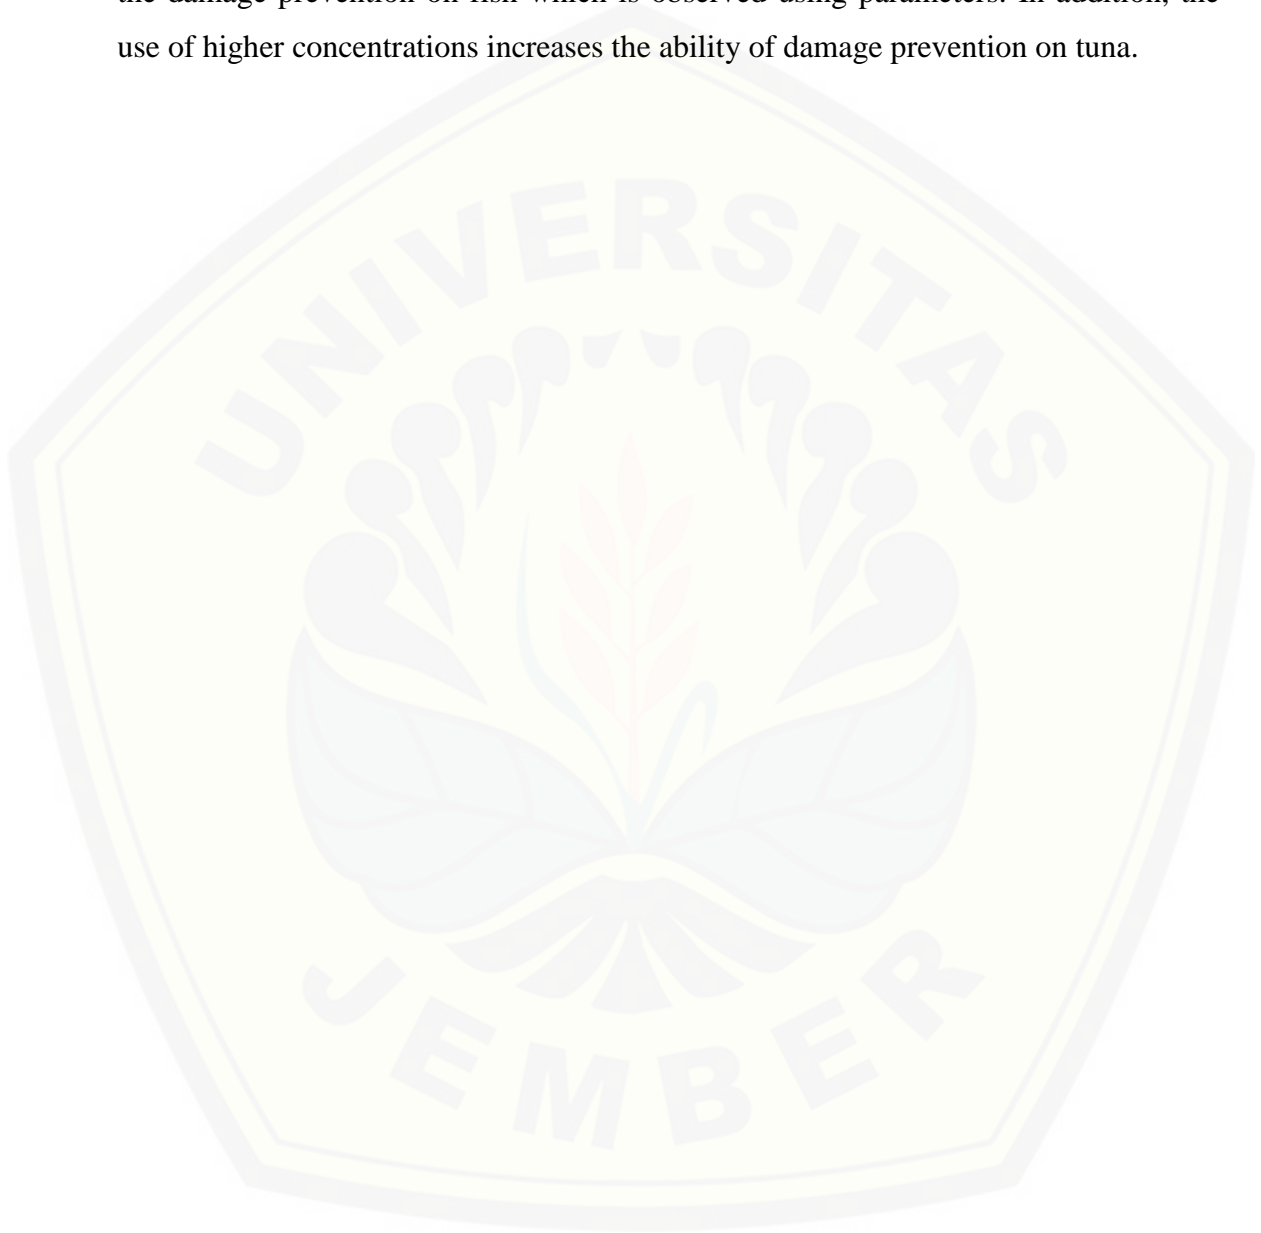 the damage prevention on fish which is observed using parameters. In addition, the
use of higher concentrations increases the ability of damage prevention on tuna.
UNIVERSITAS
JEMBER